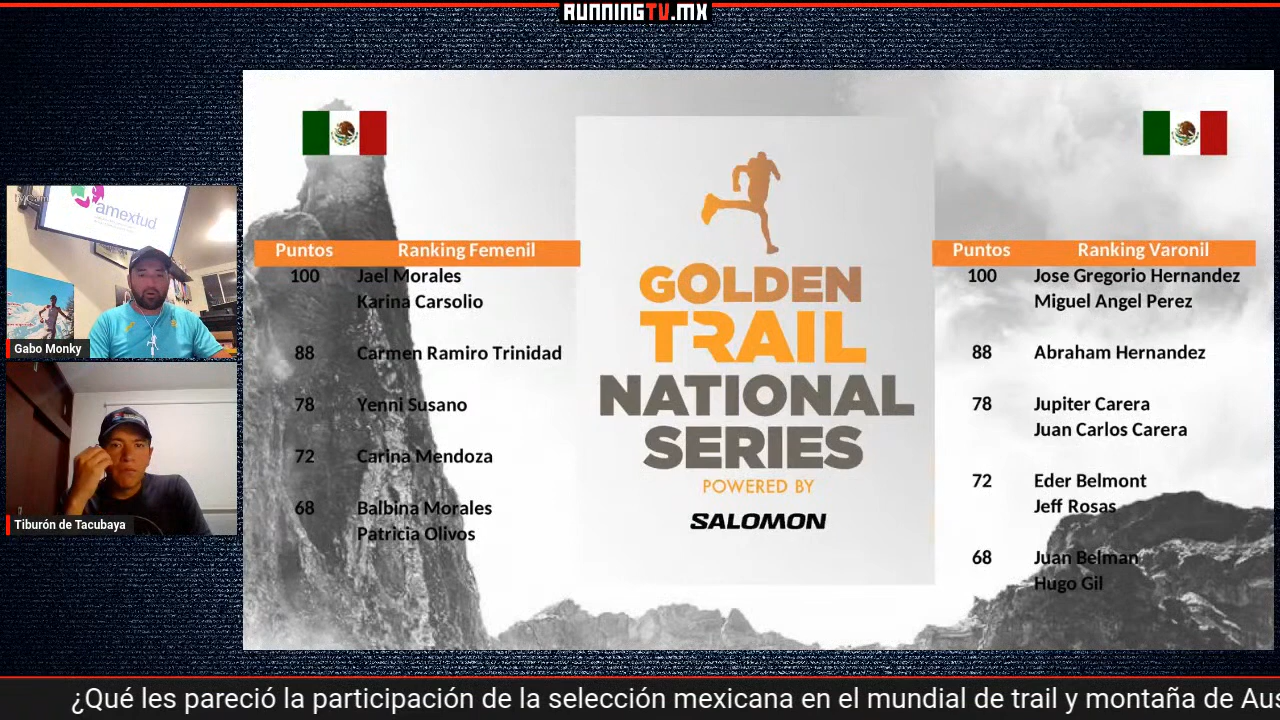 RUNNINGTV.MX
amextud
Gabo Monky
Tiburón de Tacubaya
Puntos Ranking Femenil
100 Jael Morales
Karina Carsolio
88 Carmen Ramiro Trinidad
78 Yenni Susano
72 Carina Mendoza
68 Balbina Morales
Patricia Olivos
GOLDEN
TRAIL
NATIONAL
SERIES
POWERED BY
SALOMON
Puntos Ranking Varonil
100 Jose Gregorio Hernandez
Miguel Angel Perez
88 Abraham Hernandez
78 Jupiter Carera
Juan Carlos Carera
72 Eder Belmont
Jeff Rosas
68 Juan Belman
Hugo Gil
¿Qué les pareció la participación de la selección mexicana en el mundial de trail y montaña de Aus